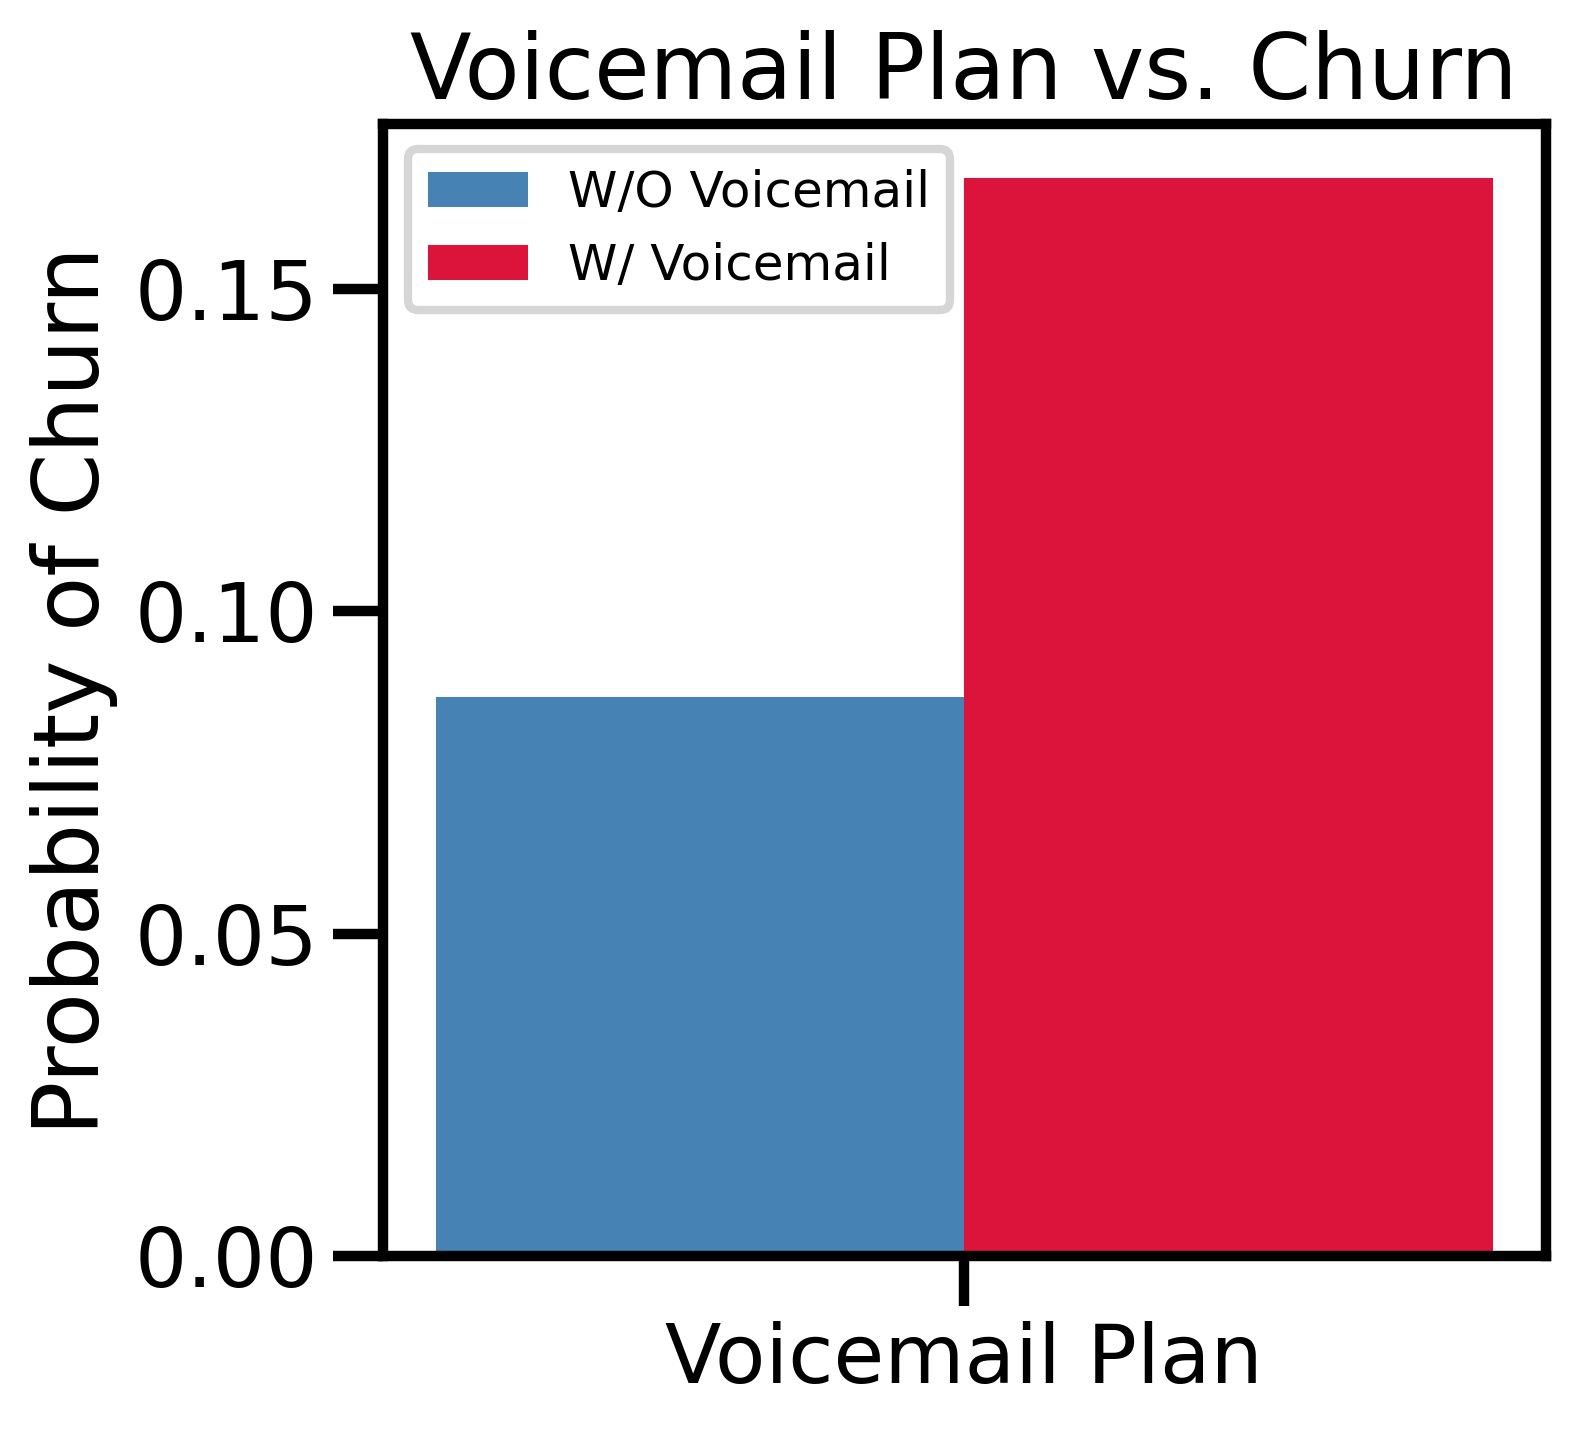 Voicemail Plan vs. Churn
W/O Voicemail
W/ Voicemail
Probability of Churn
0.15
0.10
0.05
0.00
Voicemail Plan